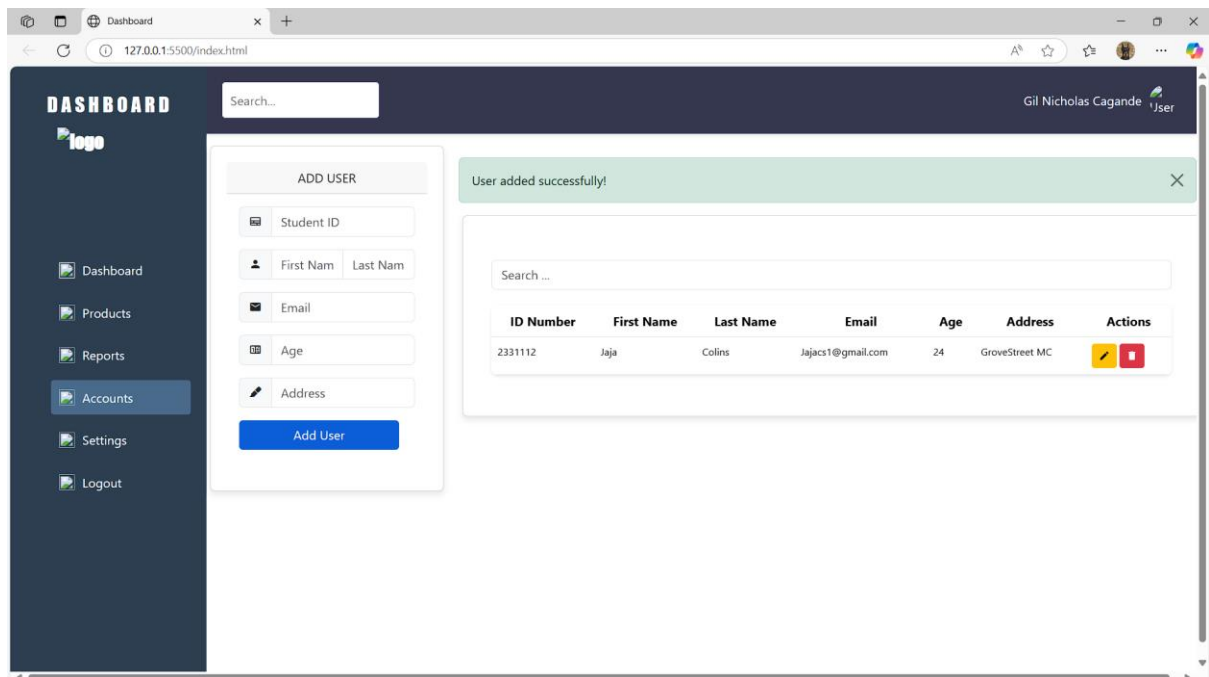 Dashboard
127.0.0.1:5500/index.html
DASHBOARD
logo
Search...
Gil Nicholas Cagande
User
Dashboard
Products
Reports
Accounts
Settings
Logout
ADD USER
Student ID
First Nam Last Nam
Email
Age
Address
Add User
User added successfully!
Search ...
ID Number First Name Last Name Email Age Address Actions
2331112 Jaja Colins Jajacs1@gmail.com 24 GroveStreet MC